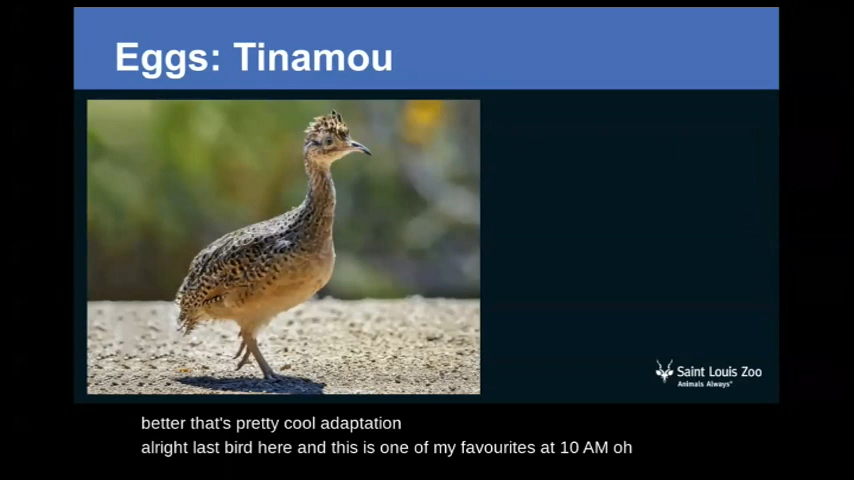 Eggs: Tinamou
Saint Louis Zoo
Animals Always®
better that's pretty cool adaptation
alright last bird here and this is one of my favourites at 10 AM oh